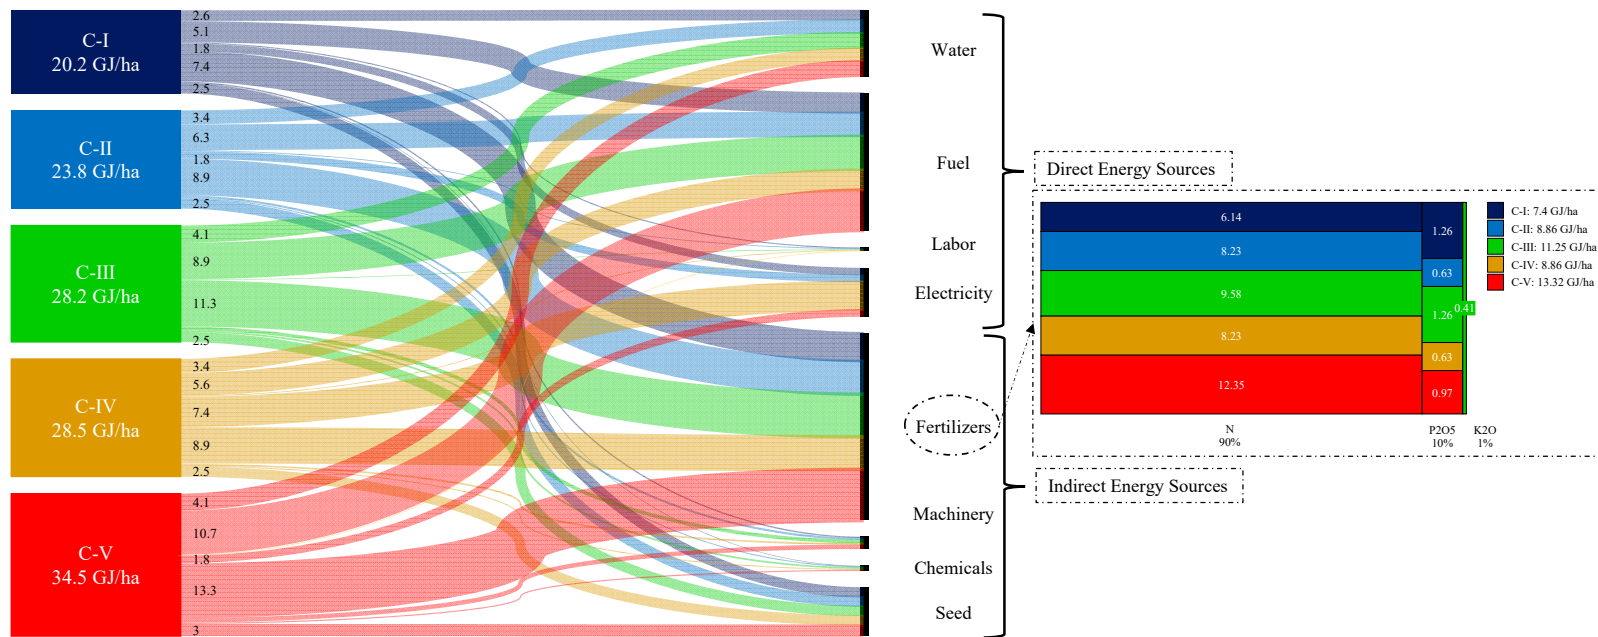 C-I
20.2 GJ/ha
2.6
5.1
1.8
7.4
2.5
C-II
23.8 GJ/ha
3.4
6.3
1.8
8.9
2.5
C-III
28.2 GJ/ha
4.1
8.9
11.3
2.5
C-IV
28.5 GJ/ha
3.4
5.6
7.4
8.9
2.5
C-V
34.5 GJ/ha
4.1
10.7
1.8
13.3
3
Water
Fuel
Labor
Electricity
Fertilizers
Machinery
Chemicals
Seed
Direct Energy Sources
Indirect Energy Sources
6.14
8.23
9.58
8.23
12.35
1.26
0.63
1.26
0.63
0.97
0.41
N
90%
P2O5
10%
K2O
1%
C-I: 7.4 GJ/ha
C-II: 8.86 GJ/ha
C-III: 11.25 GJ/ha
C-IV: 8.86 GJ/ha
C-V: 13.32 GJ/ha